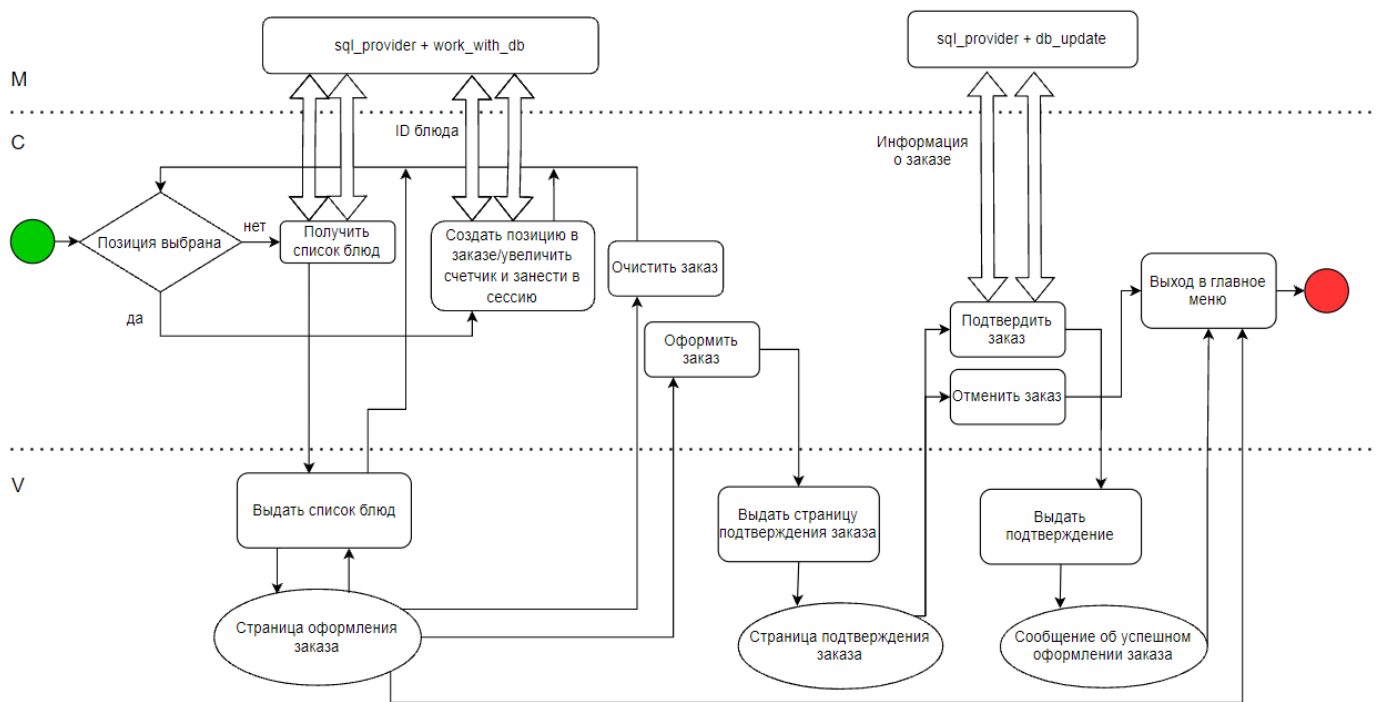 sql_provider + work_with_db
sql_provider + db_update
M
C
ID блюда
Информация
о заказе
Позиция выбрана
нет
да
Получить
список блюд
Создать позицию в
заказе/увеличить
счетчик и занести в
сессию
Очистить заказ
Оформить
заказ
Подтвердить
заказ
Отменить заказ
Выход в главное
меню
V
Выдать список блюд
Выдать страницу
подтверждения заказа
Выдать
подтверждение
Страница оформления
заказа
Страница подтверждения
заказа
Сообщение об успешном
оформлении заказа